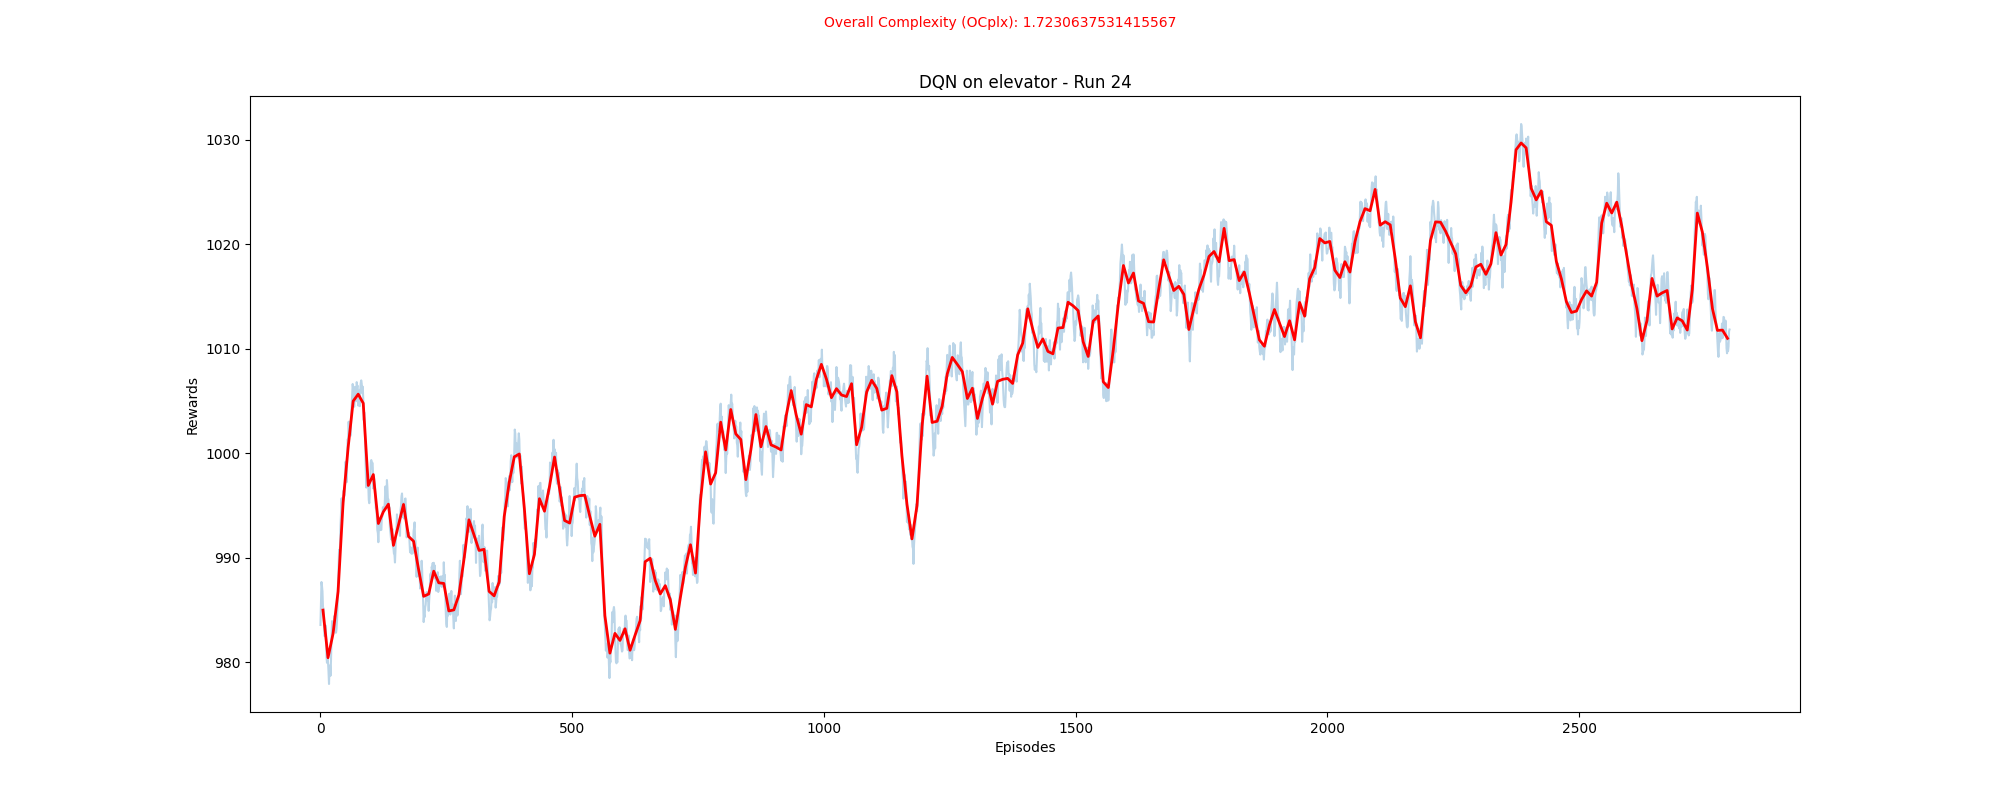 Overall Complexity (OCplx): 1.7230637531415567
DQN on elevator - Run 24
1030
1020
1010
1000
990
980
Rewards
0 500 1000 1500 2000 2500
Episodes